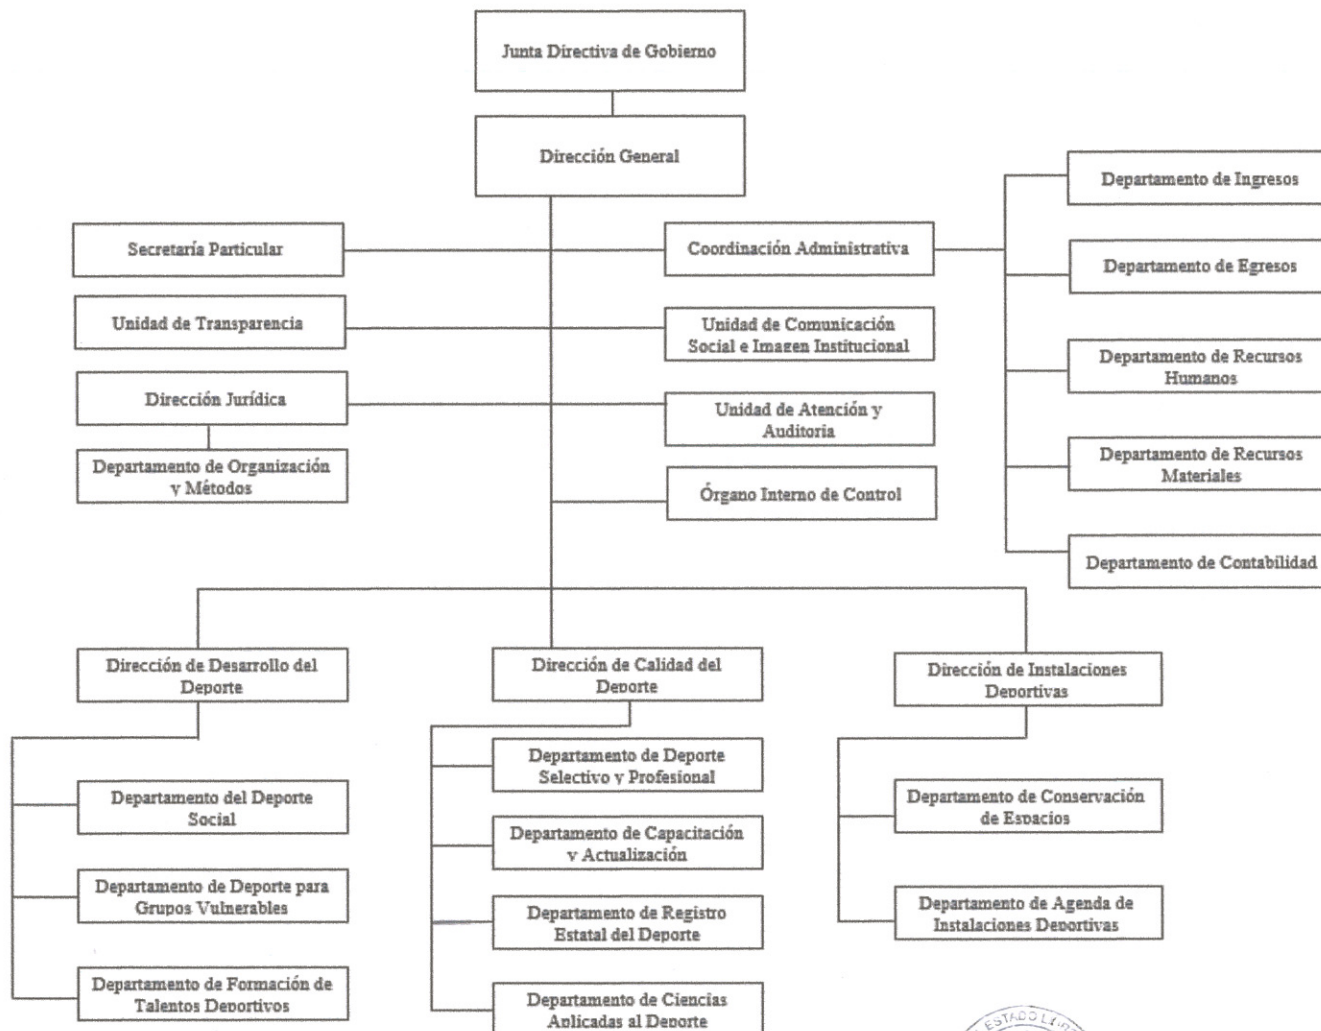 Junta Directiva de Gobierno
Dirección General
Departamento de Ingresos
Secretaría Particular
Coordinación Administrativa
Departamento de Egresos
Unidad de Transparencia
Unidad de Comunicación
Social e Imagen Institucional
Departamento de Recursos
Humanos
Dirección Jurídica
Unidad de Atención y
Auditoria
Departamento de Organización
y Métodos
Departamento de Recursos
Materiales
Órgano Interno de Control
Departamento de Contabilidad
Dirección de Desarrollo del
Deporte
Dirección de Calidad del
Deporte
Dirección de Instalaciones
Deportivas
Departamento del Deporte
Social
Departamento de Deporte para
Grupos Vulnerables
Departamento de Formación de
Talentos Deportivos
Departamento de Deporte
Selectivo y Profesional
Departamento de Capacitación
y Actualización
Departamento de Registro
Estatal del Deporte
Departamento de Ciencias
Aplicadas al Deporte
Departamento de Conservación
de Espacios
Departamento de Agenda de
Instalaciones Deportivas
ESTADO